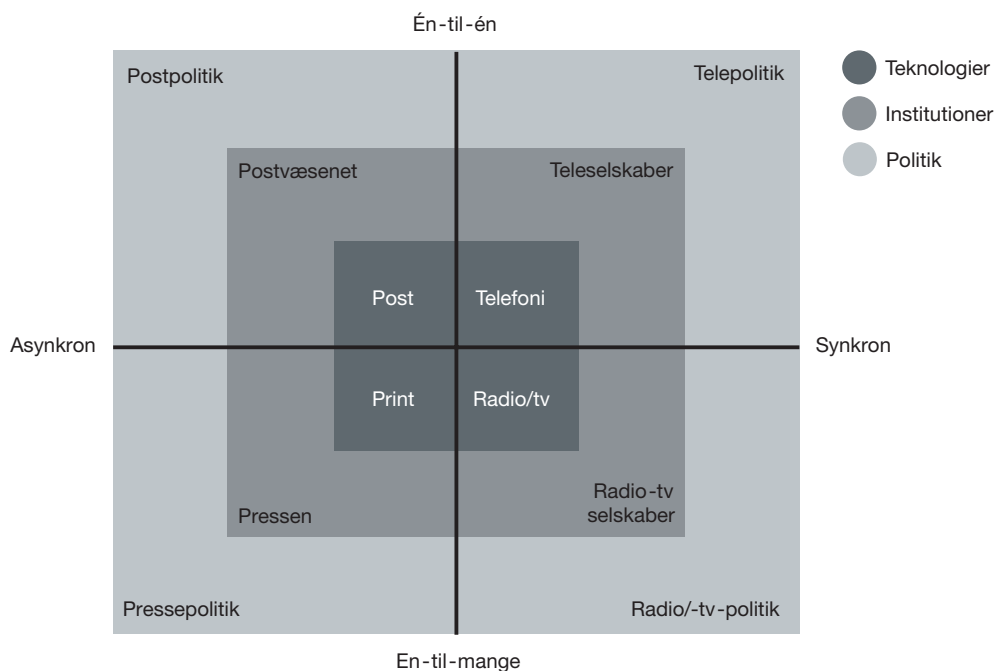 Én-til-én
Postpolitik
Telepolitik
Teknologier
Institutioner
Politik
Postvæsenet
Teleselskaber
Post
Telefoni
Asynkron
Synkron
Print
Radio/tv
Radio-tv
selskaber
Pressen
Pressepolitik
Radio/-tv-politik
En-til-mange